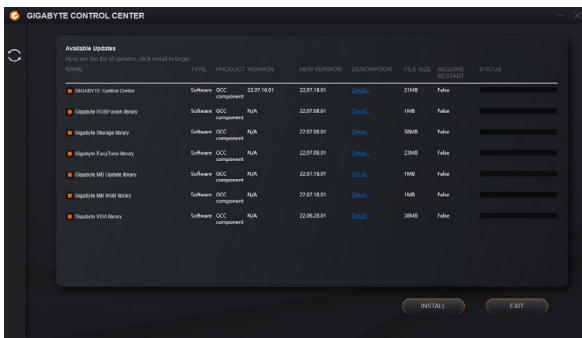 GIGABYTE CONTROL CENTER
Available Updates
Here are the list of updates, click install to begin
NAME TYPE PRODUCT VERSION NEW VERSION DESCRIPTION FILE SIZE REQUIRE RESTART STATUS
GIGABYTE Control Center Software GCC component 22.07.16.01 22.07.18.01 Detail... 21MB False
Gigabyte RGBFusion library Software GCC component N/A 22.07.08.01 Detail... 1MB False
Gigabyte Storage library Software GCC component N/A 22.07.08.01 Detail... 38MB False
Gigabyte EasyTune library Software GCC component N/A 22.07.08.01 Detail... 23MB False
Gigabyte MB Update library Software GCC component N/A 22.07.18.01 Detail... 1MB False
Gigabyte MB RGB library Software GCC component N/A 22.07.18.01 Detail... 1MB False
Gigabyte VGA library Software GCC component N/A 22.06.28.01 Detail... 38MB False
INSTALL
EXIT